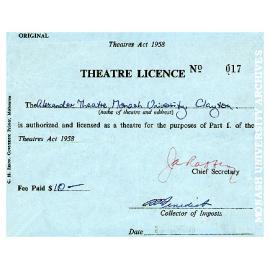 ORIGINAL
Theatres Act 1958
THEATRE LICENCE Nº 017
The Alexander Theatre, Monash University Clayton
(name of theatre and address)
is authorized and licensed as a theatre for the purposes of Part I. of the
Theatres Act 1958
Chief Secretary
Fee Paid $10-
Collector of Imposts
Date
MONASH UNIVERSITY ARCHIVES